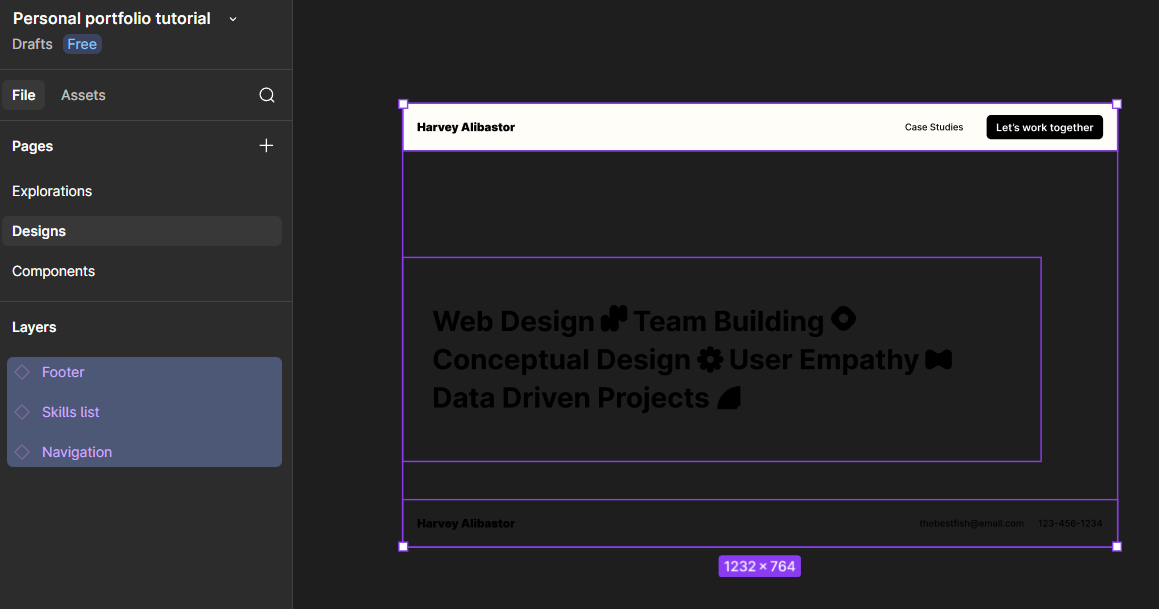 Personal portfolio tutorial
Drafts Free
File Assets
Pages
Explorations
Designs
Components
Layers
Footer
Skills list
Navigation
Harvey Alibastor Case Studies Let's work together
Web Design Team Building
Conceptual Design User Empathy
Data Driven Projects
Harvey Alibastor thebestfish@email.com 123-456-1234
1232 × 764